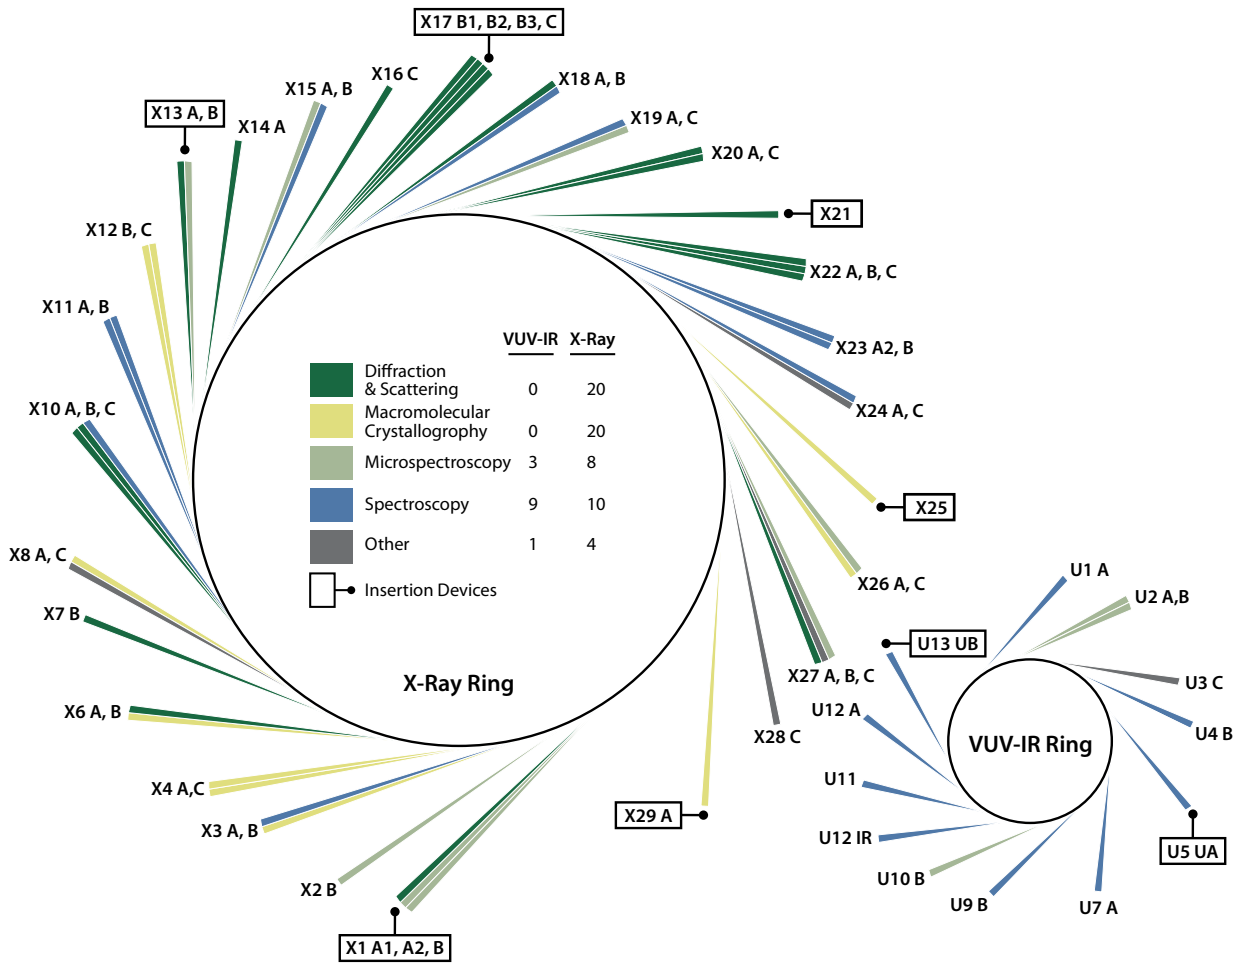 X17 B1, B2, B3, C
X16 C
X18 A, B
X15 A, B
X13 A, B
X14 A
X19 A, C
X20 A, C
X21
X12 B, C
X22 A, B, C
X11 A, B
X23 A2, B
X10 A, B, C
X24 A, C
VUV-IR X-Ray
Diffraction
& Scattering 0 20
Macromolecular
Crystallogrophy 0 20
Microspectroscopy 3 8
Spectroscopy 9 10
Other 1 4
Insertion Devices
X25
X8 A, C
X26 A, C
X7 B
X-Ray Ring
X27 A, B, C
X6 A, B
X28 C
X4 A,C
X3 A, B
X29 A
X2 B
X1 A1, A2, B
U1 A
U2 A,B
U13 UB
U3 C
U12 A
U4 B
VUV-IR Ring
U11
U12 IR
U5 UA
U10 B
U9 B
U7 A